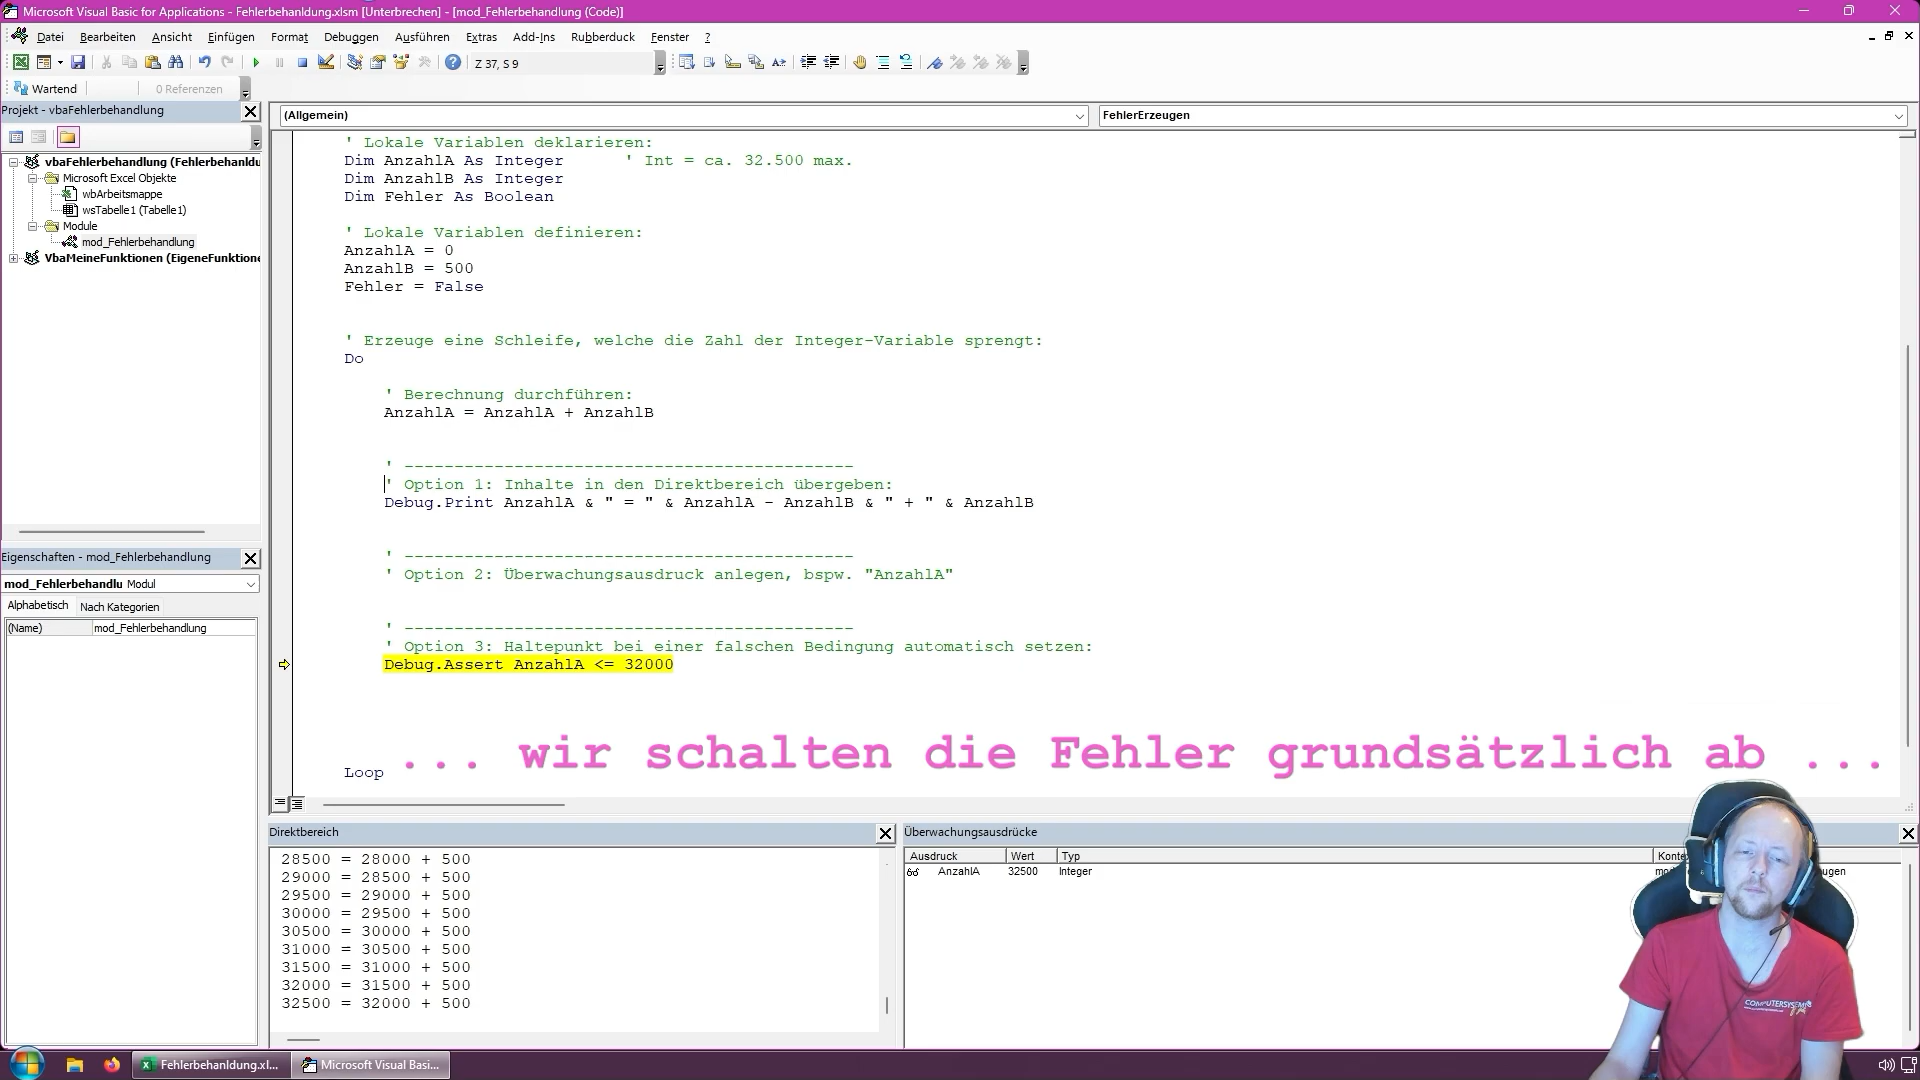 Microsoft Visual Basic for Applications - Fehlerbehanldung.xlsm [Unterbrechen] - [mod_Fehlerbehandlung (Code)]
Datei Bearbeiten Ansicht Einfügen Format Debuggen Ausführen Extras Add-Ins Rubberduck Fenster ?
Z 37, S 9
Wartend 0 Referenzen
Projekt - vbaFehlerbehandlung
vbaFehlerbehandlung (Fehlerbehanldu
Microsoft Excel Objekte
wbArbeitsmappe
wsTabelle1 (Tabelle1)
Module
mod_Fehlerbehandlung
VbaMeineFunktionen (EigeneFunktione
Eigenschaften - mod_Fehlerbehandlung
mod_Fehlerbehandlu Modul
Alphabetisch Nach Kategorien
(Name) mod_Fehlerbehandlung
(Allgemein) FehlerErzeugen
' Lokale Variablen deklarieren:
Dim AnzahlA As Integer ' Int = ca. 32.500 max.
Dim AnzahlB As Integer
Dim Fehler As Boolean
' Lokale Variablen definieren:
AnzahlA = 0
AnzahlB = 500
Fehler = False
' Erzeuge eine Schleife, welche die Zahl der Integer-Variable sprengt:
Do
' Berechnung durchführen:
AnzahlA = AnzahlA + AnzahlB
' ---------------------------------------------
' Option 1: Inhalte in den Direktbereich übergeben:
Debug.Print AnzahlA & " = " & AnzahlA - AnzahlB & " + " & AnzahlB
' ---------------------------------------------
' Option 2: Überwachungsausdruck anlegen, bspw. "AnzahlA"
' ---------------------------------------------
' Option 3: Haltepunkt bei einer falschen Bedingung automatisch setzen:
Debug.Assert AnzahlA <= 32000
... wir schalten die Fehler grundsätzlich ab ...
Loop
Direktbereich
28500 = 28000 + 500
29000 = 28500 + 500
29500 = 29000 + 500
30000 = 29500 + 500
30500 = 30000 + 500
31000 = 30500 + 500
31500 = 31000 + 500
32000 = 31500 + 500
32500 = 32000 + 500
Überwachungsausdrücke
Ausdruck Wert Typ Konte
AnzahlA 32500 Integer mod ugen
COMPUTERSYSTEME
Fehlerbehanldung.xl... Microsoft Visual Basi...